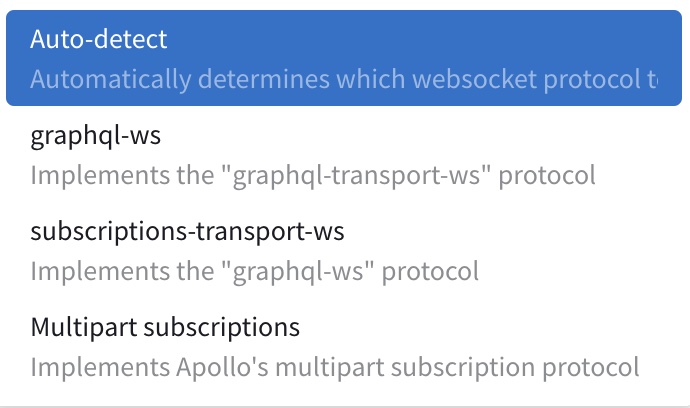 Auto-detect
Automatically determines which websocket protocol
graphql-ws
Implements the "graphql-transport-ws" protocol
subscriptions-transport-ws
Implements the "graphql-ws" protocol
Multipart subscriptions
Implements Apollo's multipart subscription protocol